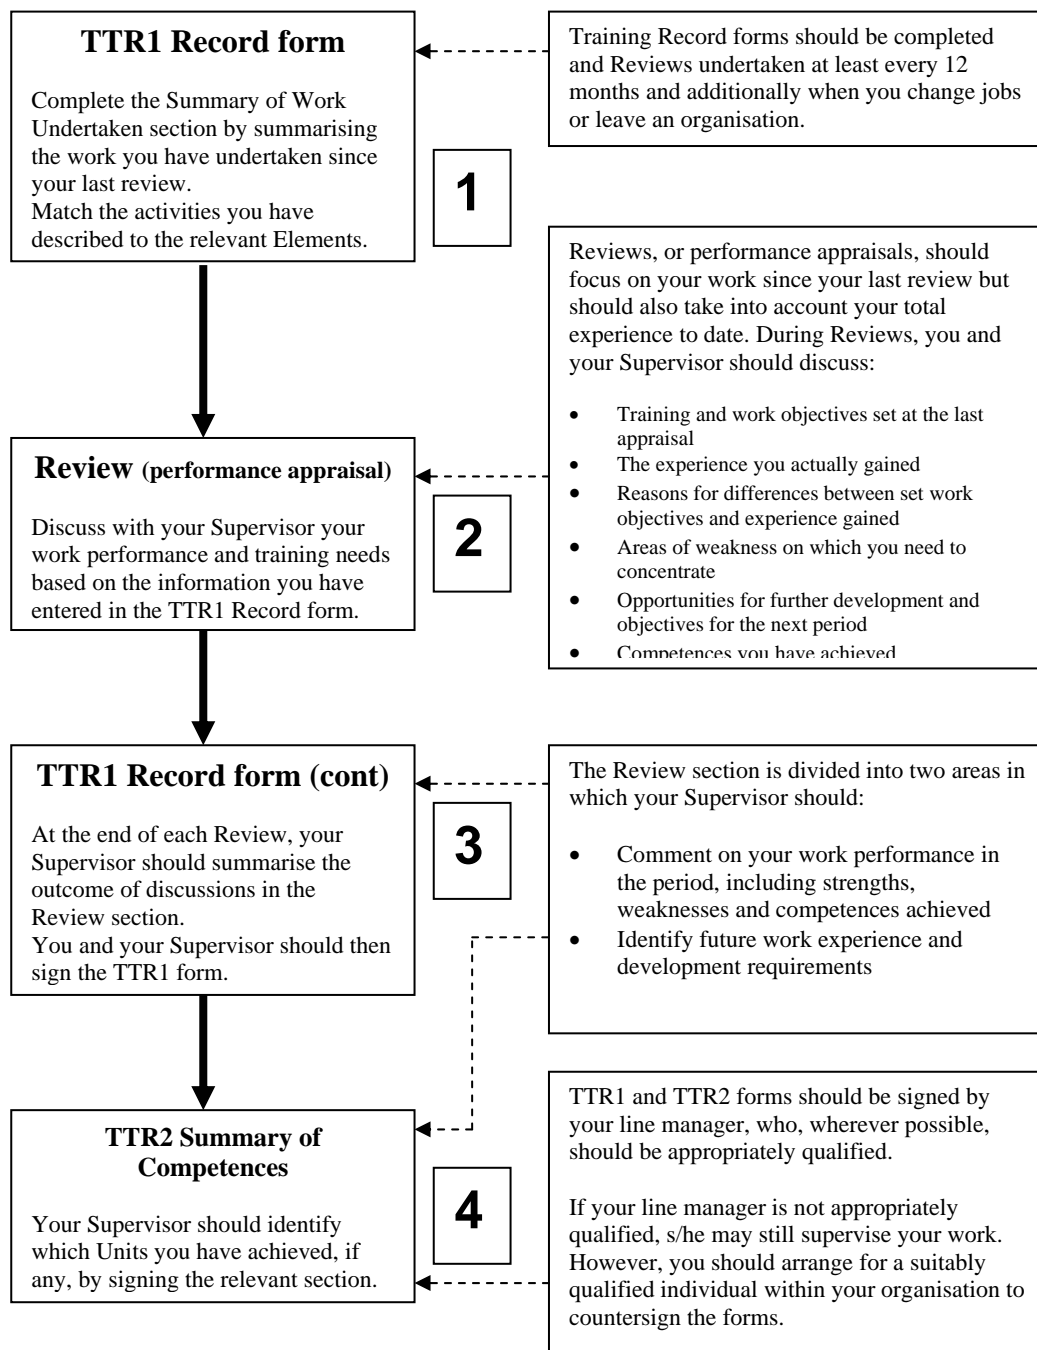 TTR1 Record form
Complete the Summary of Work
Undertaken section by summarising
the work you have undertaken since
your last review.
Match the activities you have
described to the relevant Elements.
1
Training Record forms should be completed
and Reviews undertaken at least every 12
months and additionally when you change jobs
or leave an organisation.
Review (performance appraisal)
Discuss with your Supervisor your
work performance and training needs
based on the information you have
entered in the TTR1 Record form.
2
Reviews, or performance appraisals, should
focus on your work since your last review but
should also take into account your total
experience to date. During Reviews, you and
your Supervisor should discuss:
• Training and work objectives set at the last
appraisal
• The experience you actually gained
• Reasons for differences between set work
objectives and experience gained
• Areas of weakness on which you need to
concentrate
• Opportunities for further development and
objectives for the next period
• Competences you have achieved
TTR1 Record form (cont)
At the end of each Review, your
Supervisor should summarise the
outcome of discussions in the
Review section.
You and your Supervisor should then
sign the TTR1 form.
3
The Review section is divided into two areas in
which your Supervisor should:
• Comment on your work performance in
the period, including strengths,
weaknesses and competences achieved
• Identify future work experience and
development requirements
TTR2 Summary of
Competences
Your Supervisor should identify
which Units you have achieved, if
any, by signing the relevant section.
4
TTR1 and TTR2 forms should be signed by
your line manager, who, wherever possible,
should be appropriately qualified.
If your line manager is not appropriately
qualified, s/he may still supervise your work.
However, you should arrange for a suitably
qualified individual within your organisation to
countersign the forms.